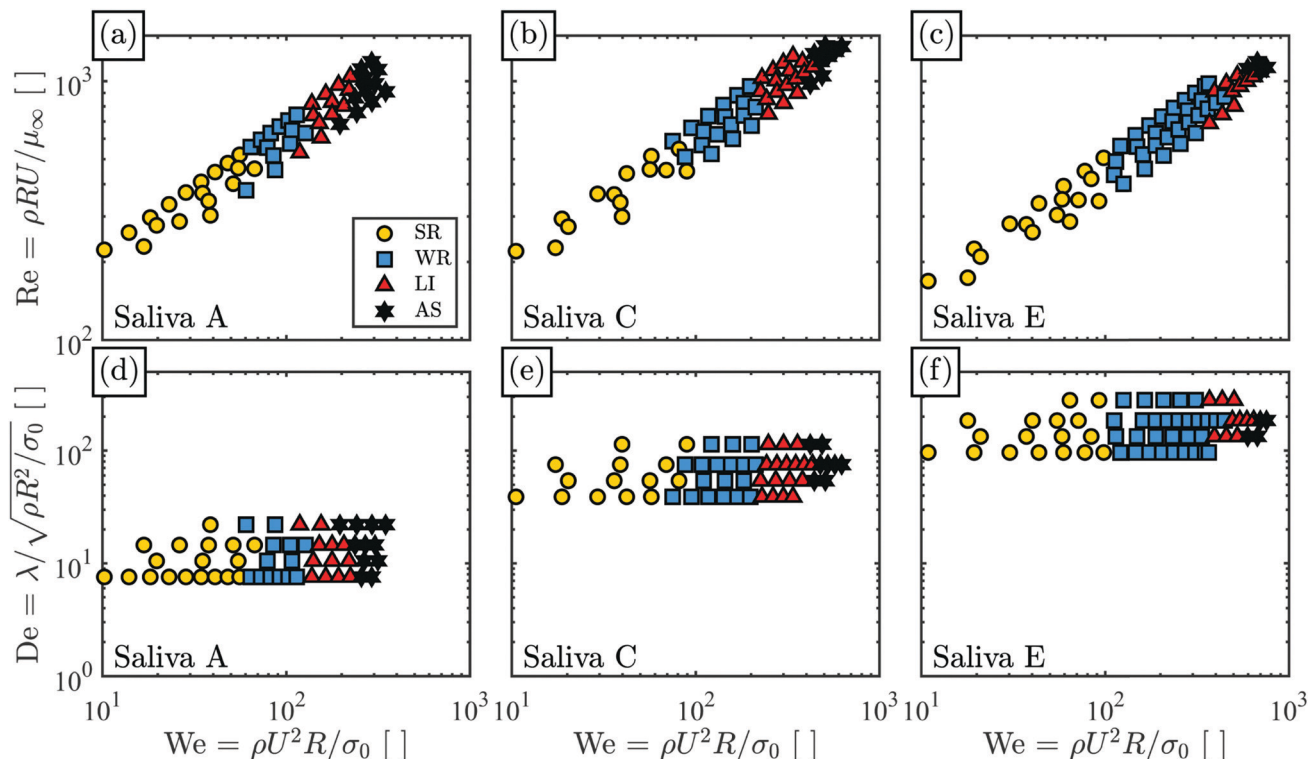 (a)
(b)
(c)
Re = ρRU/μ∞ [ ]
10³
10²
SR
WR
LI
AS
Saliva A
Saliva C
Saliva E
(d)
(e)
(f)
De = λ/√ρR²/σ₀ [ ]
10²
10¹
10⁰
Saliva A
Saliva C
Saliva E
10¹ 10² 10³ 10¹ 10² 10³ 10¹ 10² 10³
We = ρU²R/σ₀ [ ]
We = ρU²R/σ₀ [ ]
We = ρU²R/σ₀ [ ]